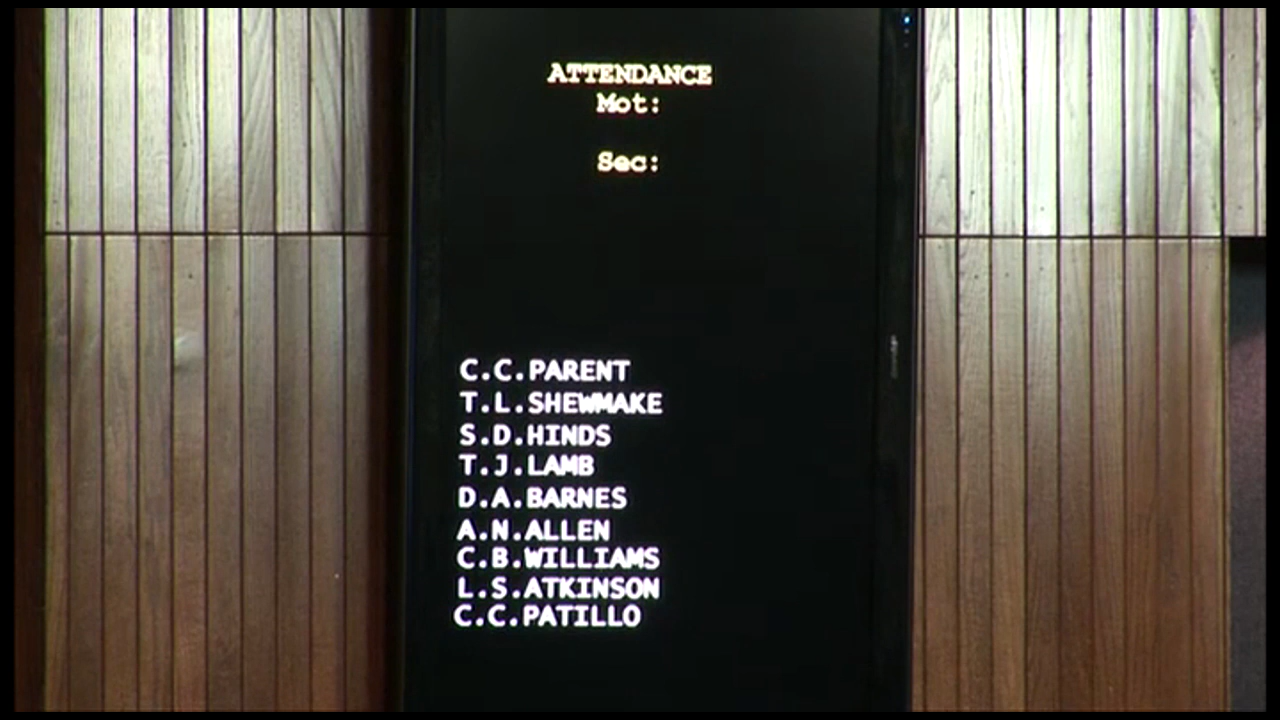 ATTENDANCE
Mot:
Sec:
C.C.PARENT
T.L.SHEWMAKE
S.D.HINDS
T.J.LAMB
D.A.BARNES
A.N.ALLEN
C.B.WILLIAMS
L.S.ATKINSON
C.C.PATILLO